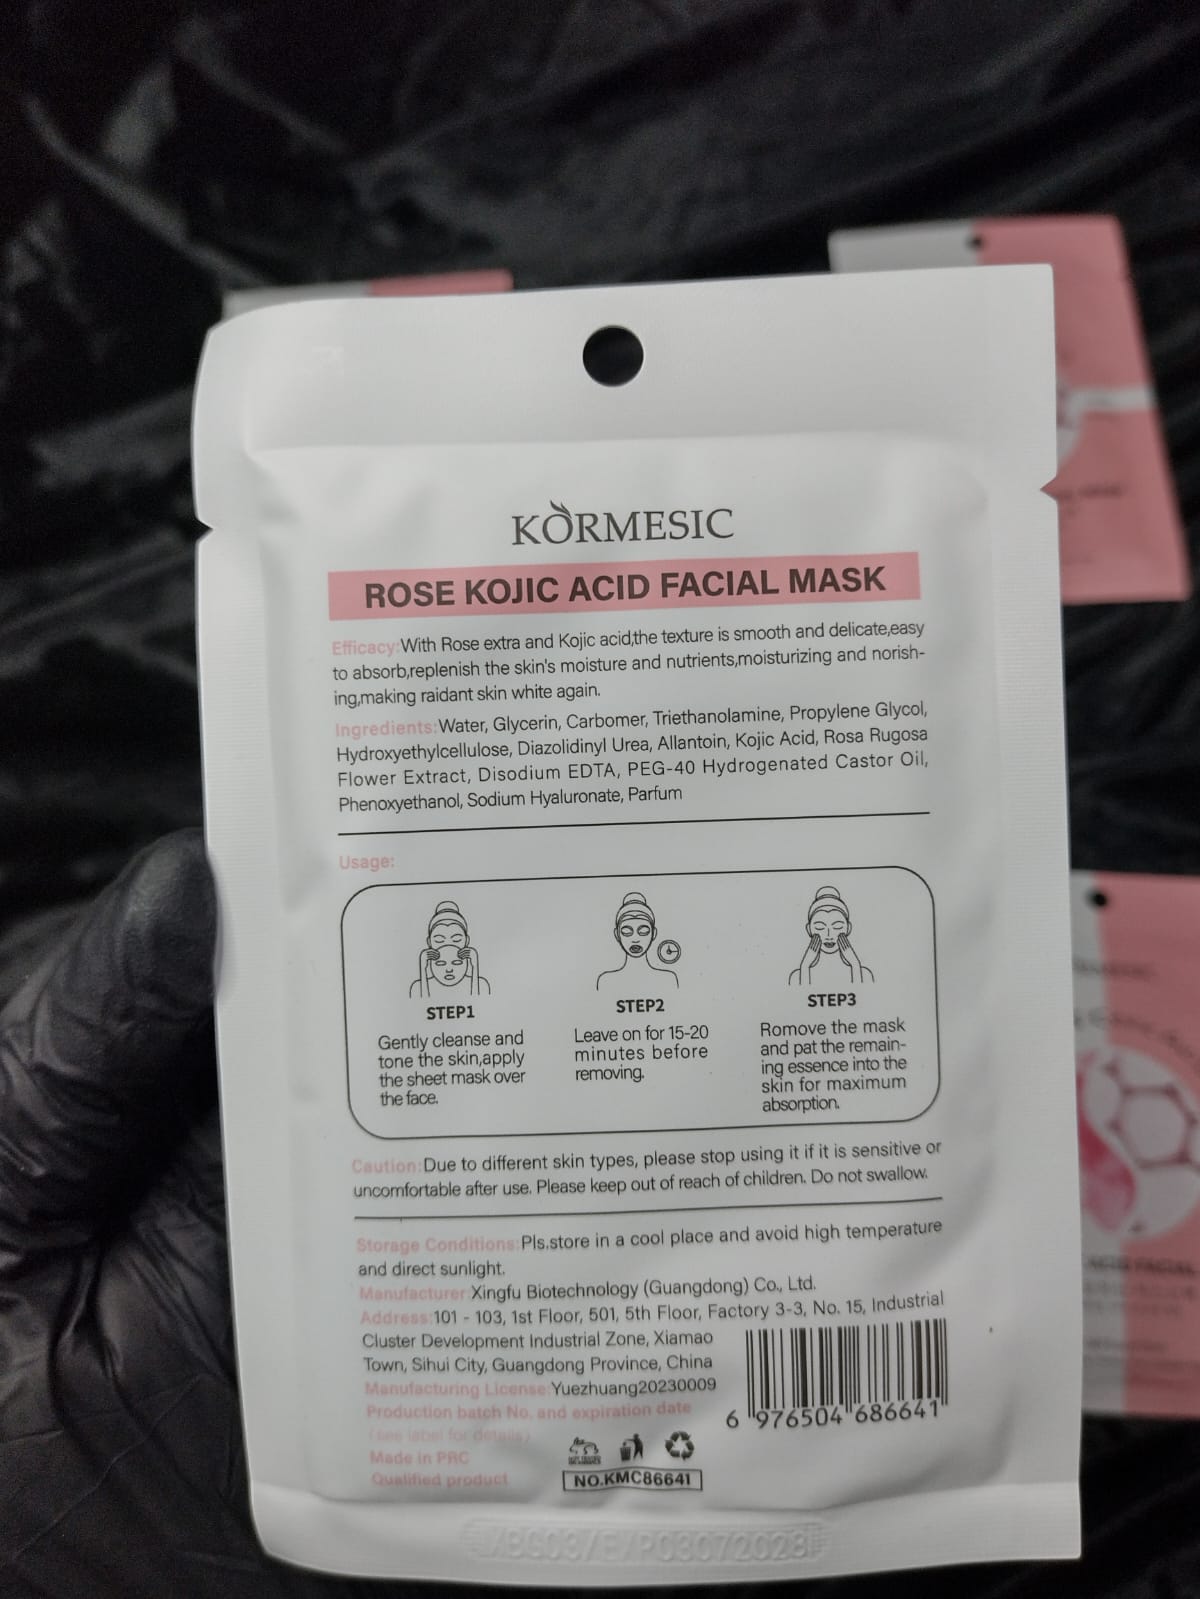 KORMESIC
ROSE KOJIC ACID FACIAL MASK
Efficacy:With Rose extra and Kojic acid,the texture is smooth and delicate,easy
to absorb,replenish the skin's moisture and nutrients,moisturizing and norish-
ing,making raidant skin white again.
Ingredients:Water, Glycerin, Carbomer, Triethanolamine, Propylene Glycol,
Hydroxyethylcellulose, Diazolidinyl Urea, Allantoin, Kojic Acid, Rosa Rugosa
Flower Extract, Disodium EDTA, PEG-40 Hydrogenated Castor Oil,
Phenoxyethanol, Sodium Hyaluronate, Parfum
Usage:
STEP1
Gently cleanse and
tone the skin,apply
the sheet mask over
the face.
STEP2
Leave on for 15-20
minutes before
removing.
STEP3
Romove the mask
and pat the remain-
ing essence into the
skin for maximum
absorption.
Caution:Due to different skin types, please stop using it if it is sensitive or
uncomfortable after use. Please keep out of reach of children. Do not swallow.
Storage Conditions:Pls.store in a cool place and avoid high temperature
and direct sunlight.
Manufacturer:Xingfu Biotechnology (Guangdong) Co., Ltd.
Address:101 - 103, 1st Floor, 501, 5th Floor, Factory 3-3, No. 15, Industrial
Cluster Development Industrial Zone, Xiamao
Town, Sihui City, Guangdong Province, China
Manufacturing License:Yuezhuang20230009
Production batch No. and expiration date
(see label for details)
Made in PRC
Qualified product
6 976504 686641
NO.KMC86641
ACID FACIAL